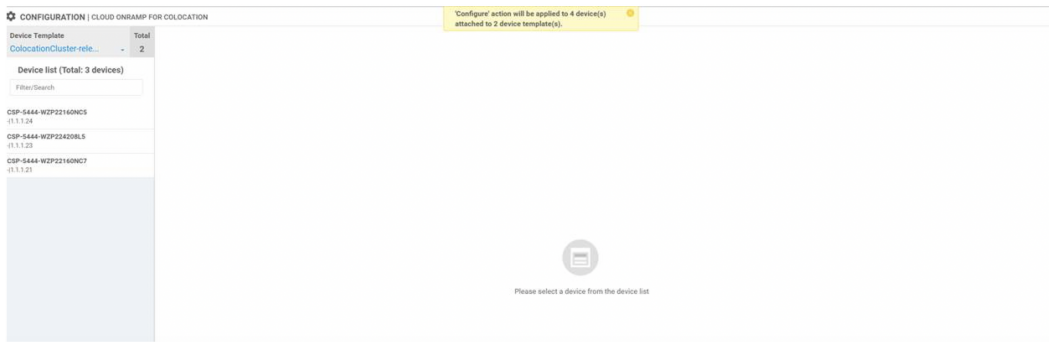 CONFIGURATION | CLOUD ONRAMP FOR COLOCATION
'Configure' action will be applied to 4 device(s)
attached to 2 device template(s).
Device Template Total
ColocationCluster-rele... 2
Device list (Total: 3 devices)
Filter/Search
CSP-5444-WZP22160NC5
-|1.1.1.24
CSP-5444-WZP224208L5
-|1.1.1.23
CSP-5444-WZP22160NC7
-|1.1.1.21
Please select a device from the device list